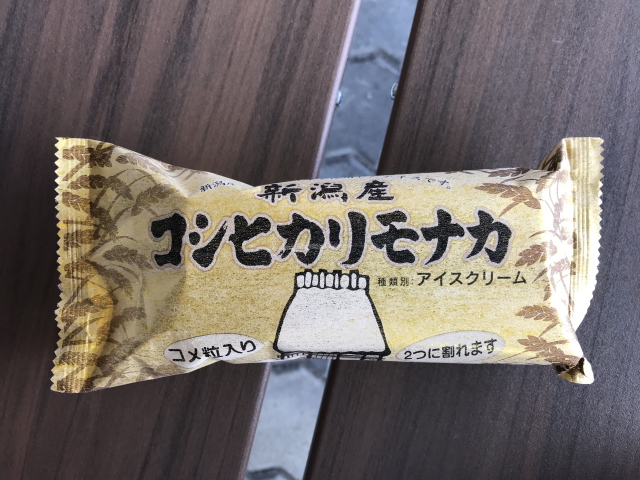 新潟産
コシヒカリモナカ
種類別:アイスクリーム
コメ粒入り
2つに割れます